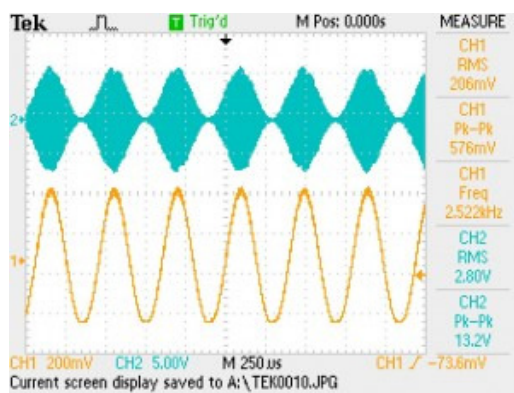 Tek Trig'd M Pos: 0.000s MEASURE
CH1
RMS
206mV
CH1
Pk-Pk
576mV
CH1
Freq
2.522kHz
CH2
RMS
2.80V
CH2
Pk-Pk
13.2V
2
1
CH1 200mV CH2 5.00V M 250µs CH1 -73.6mV
Current screen display saved to A:\TEK0010.JPG